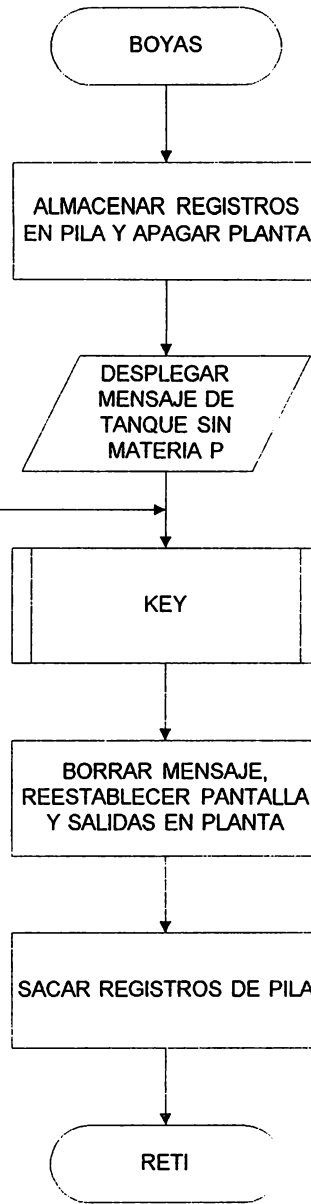 BOYAS
ALMACENAR REGISTROS
EN PILA Y APAGAR PLANTA
DESPLEGAR
MENSAJE DE
TANQUE SIN
MATERIA P
KEY
BORRAR MENSAJE,
REESTABLECER PANTALLA
Y SALIDAS EN PLANTA
SACAR REGISTROS DE PILA
RETI